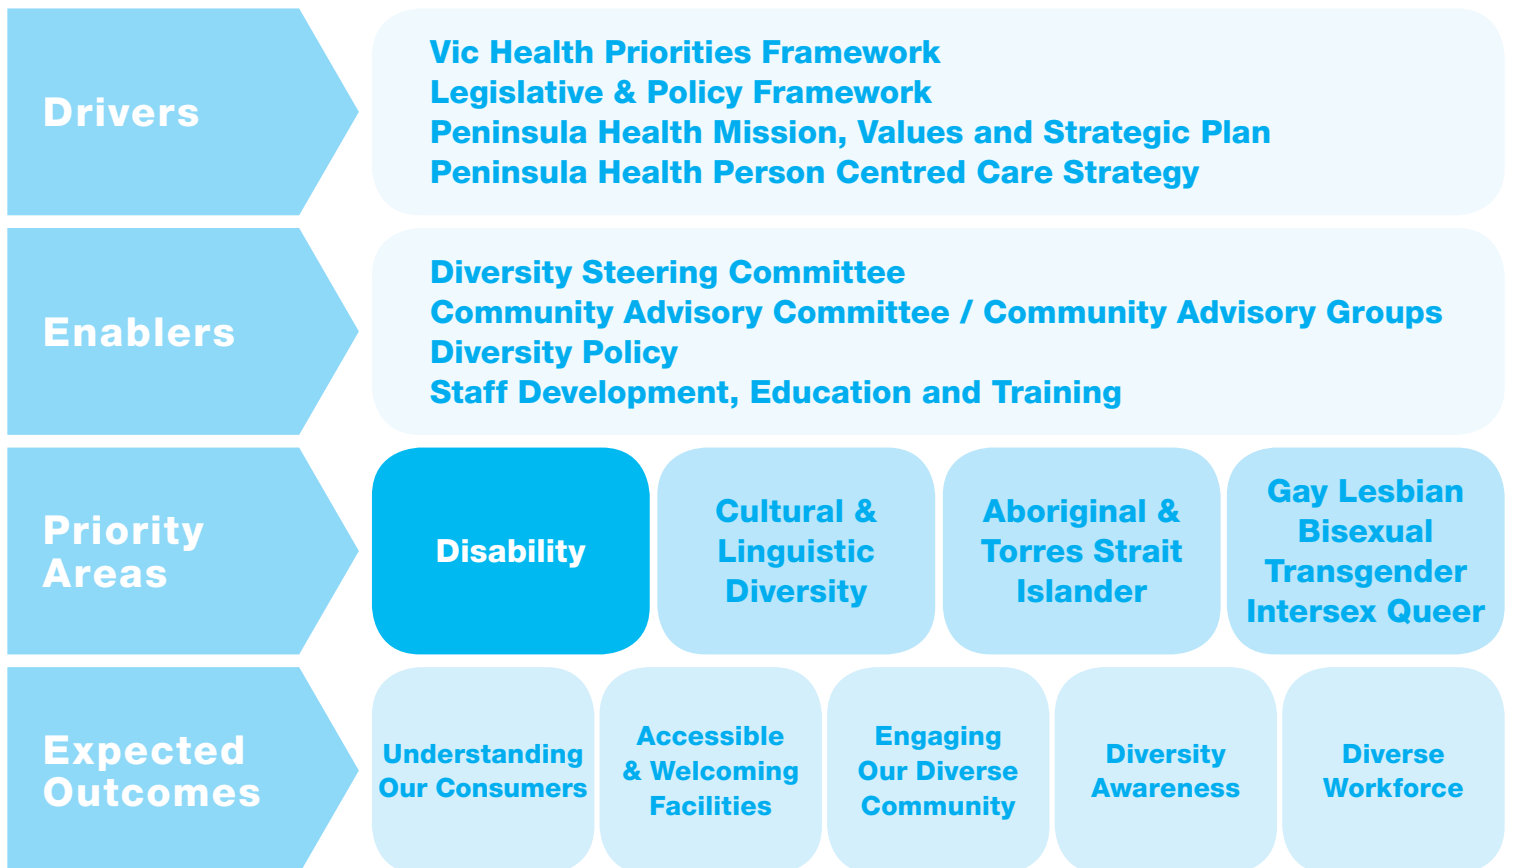 Drivers
Vic Health Priorities Framework
Legislative & Policy Framework
Peninsula Health Mission, Values and Strategic Plan
Peninsula Health Person Centred Care Strategy
Enablers
Diversity Steering Committee
Community Advisory Committee / Community Advisory Groups
Diversity Policy
Staff Development, Education and Training
Priority
Areas
Disability
Cultural &
Linguistic
Diversity
Aboriginal &
Torres Strait
Islander
Gay Lesbian
Bisexual
Transgender
Intersex Queer
Expected
Outcomes
Understanding
Our Consumers
Accessible
& Welcoming
Facilities
Engaging
Our Diverse
Community
Diversity
Awareness
Diverse
Workforce